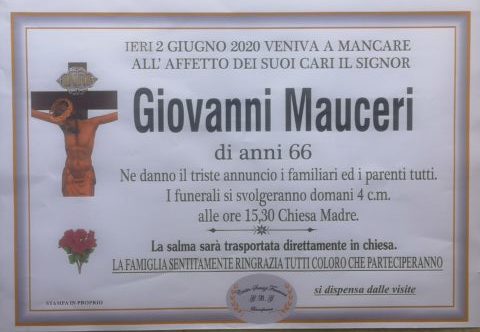 IERI 2 GIUGNO 2020 VENIVA A MANCARE
ALL' AFFETTO DEI SUOI CARI IL SIGNOR
Giovanni Mauceri
di anni 66
Ne danno il triste annuncio i familiari ed i parenti tutti.
I funerali si svolgeranno domani 4 c.m.
alle ore 15,30 Chiesa Madre.
La salma sarà trasportata direttamente in chiesa.
LA FAMIGLIA SENTITAMENTE RINGRAZIA TUTTI COLORO CHE PARTECIPERANNO
STAMPA IN PROPRIO
si dispensa dalle visite